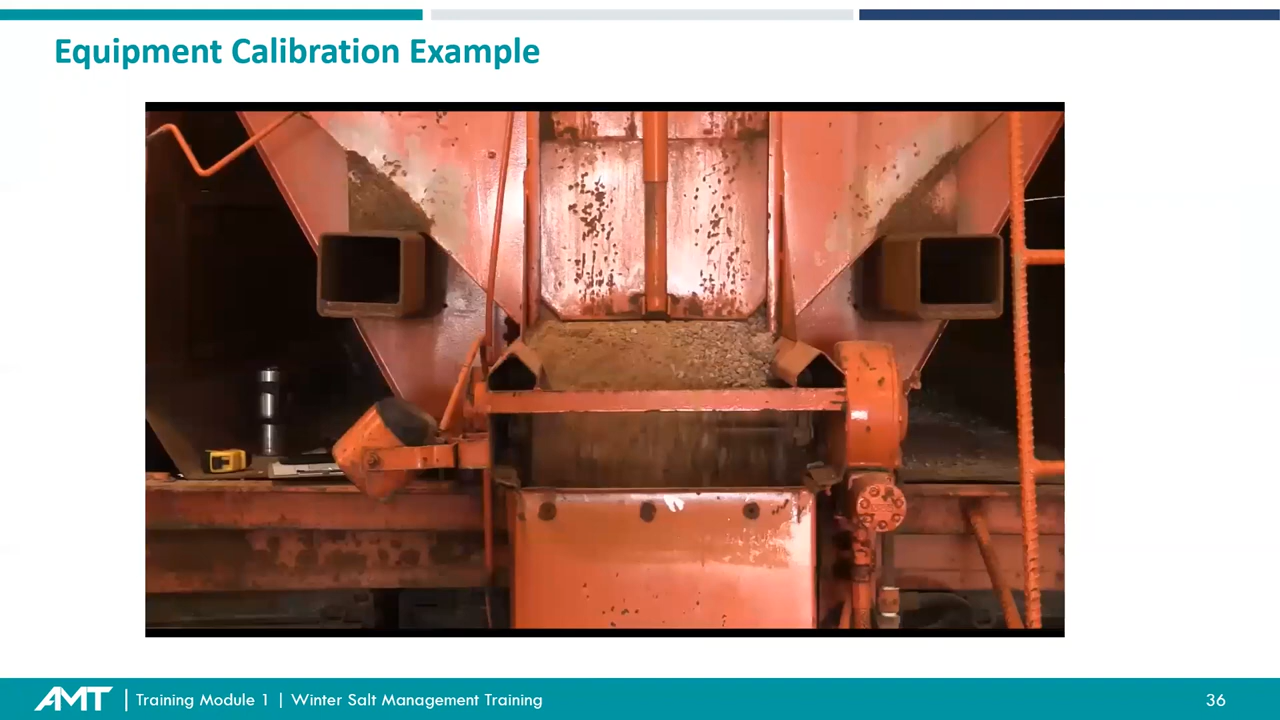 Equipment Calibration Example
AMT | Training Module 1 | Winter Salt Management Training 36